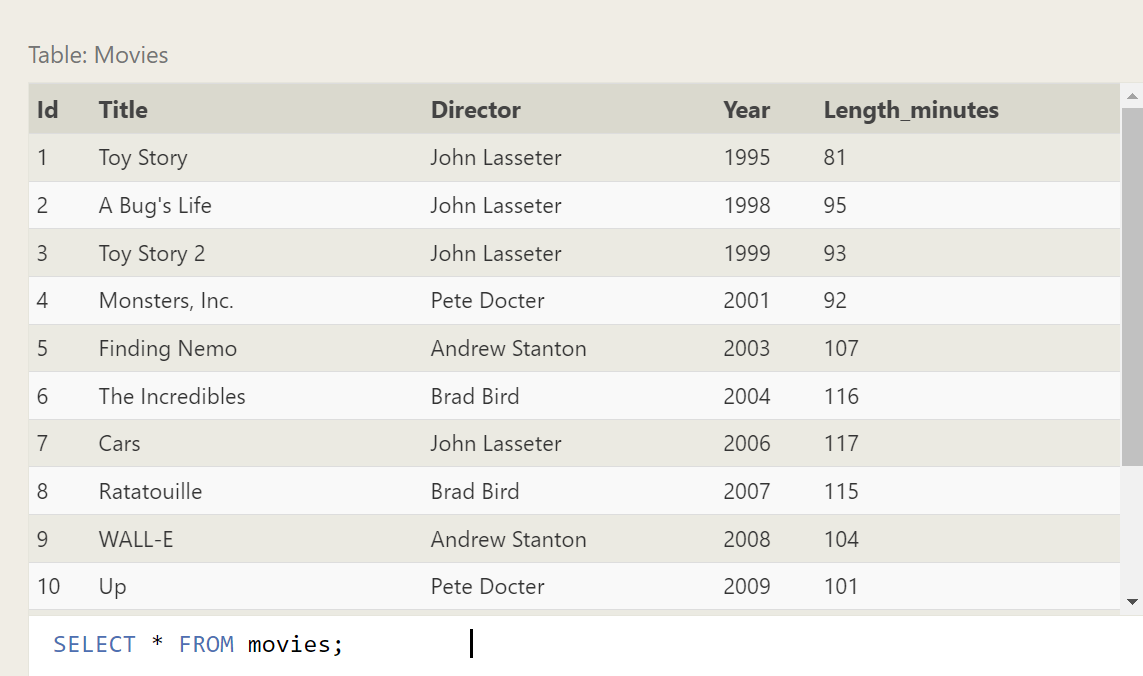 Table: Movies
Id Title Director Year Length_minutes
1 Toy Story John Lasseter 1995 81
2 A Bug's Life John Lasseter 1998 95
3 Toy Story 2 John Lasseter 1999 93
4 Monsters, Inc. Pete Docter 2001 92
5 Finding Nemo Andrew Stanton 2003 107
6 The Incredibles Brad Bird 2004 116
7 Cars John Lasseter 2006 117
8 Ratatouille Brad Bird 2007 115
9 WALL-E Andrew Stanton 2008 104
10 Up Pete Docter 2009 101
SELECT * FROM movies;